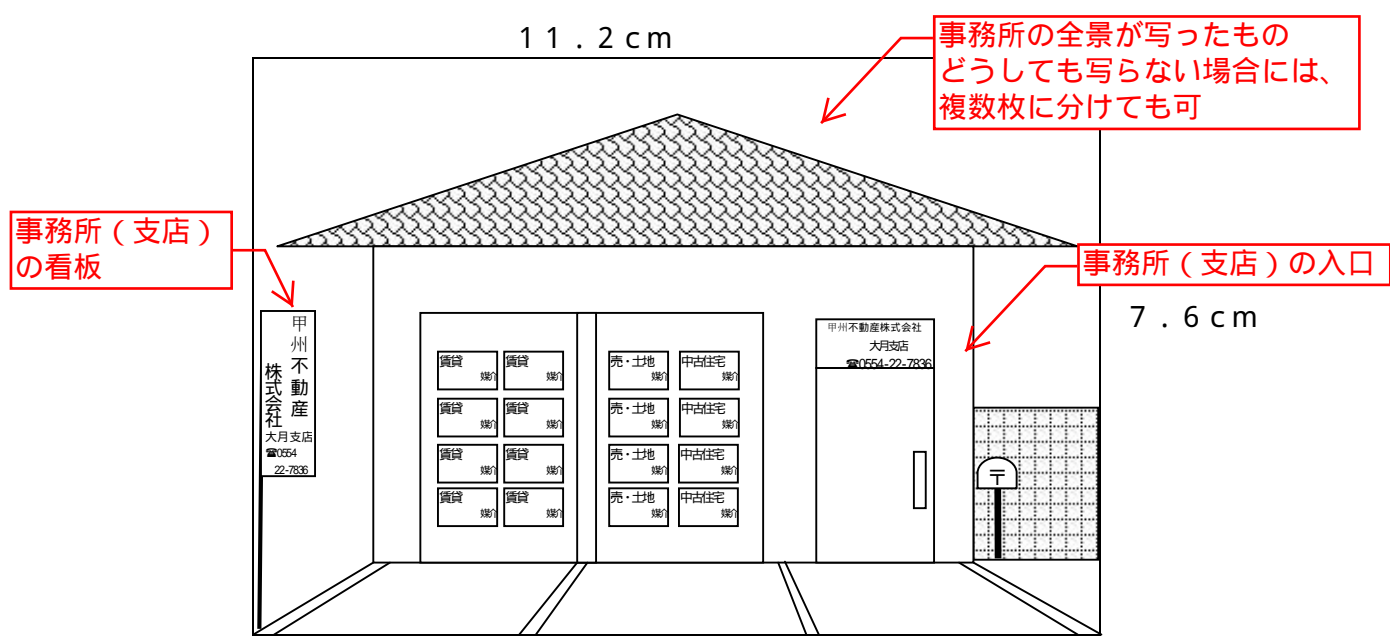 11.2cm
事務所の全景が写ったもの
どうしても写らない場合には、
複数枚に分けても可
事務所(支店)
の看板
事務所(支店)の入口
7.6cm
甲州不動産
株式会社
大月支店
☎0554
22-7836
賃貸
媒介
賃貸
媒介
売・土地
媒介
中古住宅
媒介
賃貸
媒介
賃貸
媒介
売・土地
媒介
中古住宅
媒介
賃貸
媒介
賃貸
媒介
売・土地
媒介
中古住宅
媒介
賃貸
媒介
賃貸
媒介
売・土地
媒介
中古住宅
媒介
甲州不動産株式会社
大月支店
☎0554-22-7836
〒